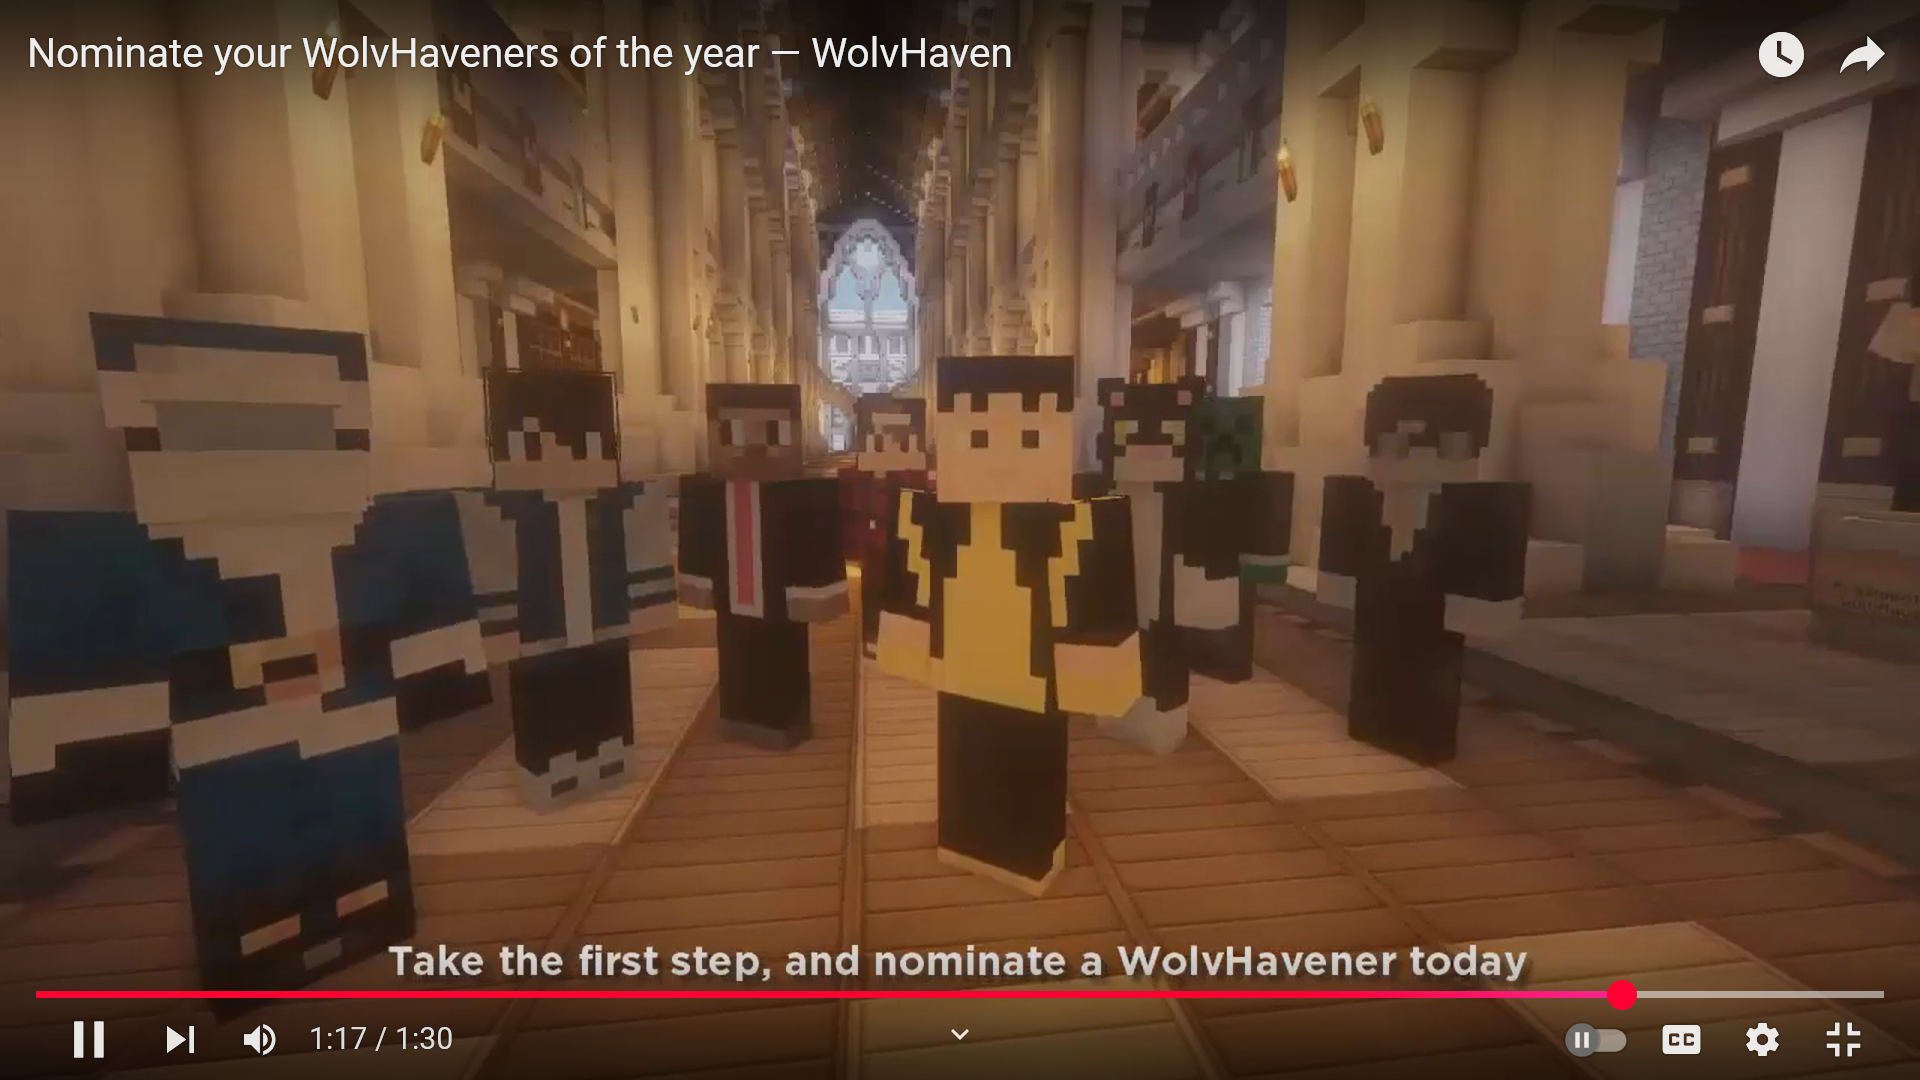 Nominate your WolvHaveners of the year — WolvHaven
Take the first step, and nominate a WolvHavener today
1:17 / 1:30
CC